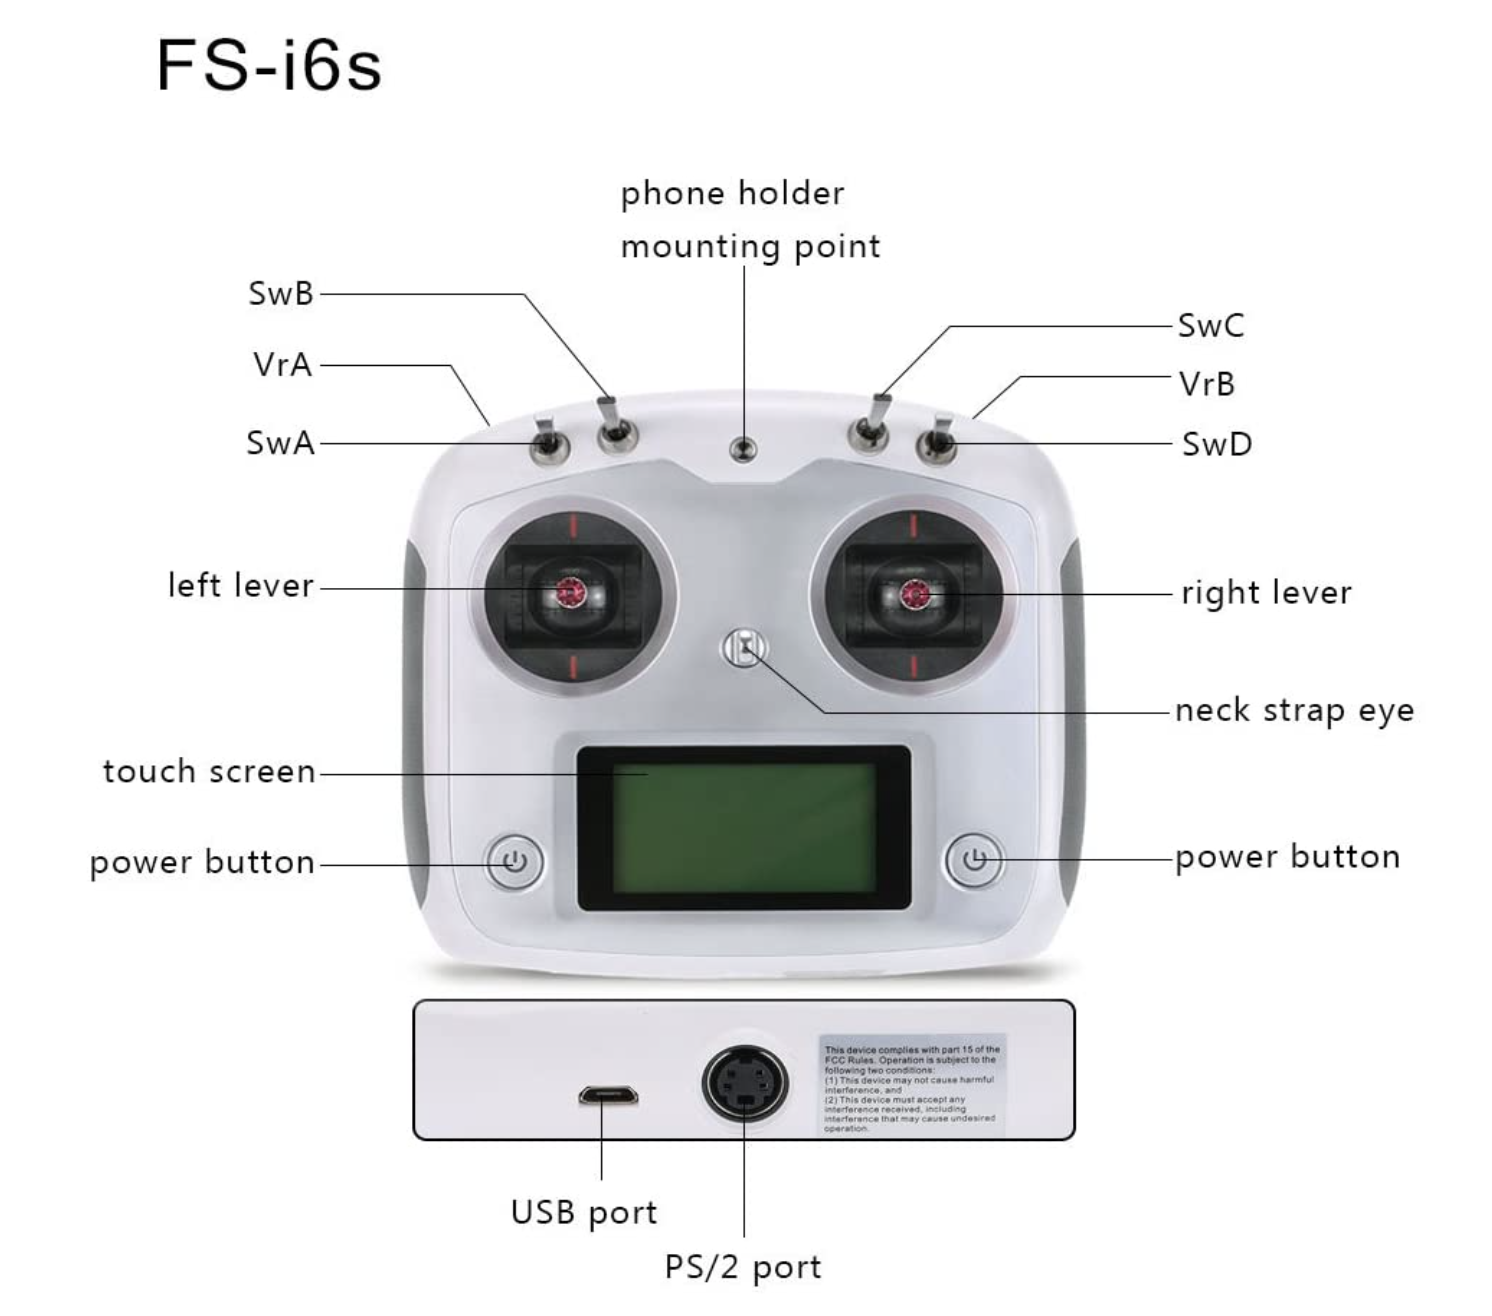 FS-i6s
phone holder
mounting point
SwB
SwC
VrA
VrB
SwA
SwD
left lever
right lever
neck strap eye
touch screen
power button
power button
This device complies with part 15 of the
FCC Rules. Operation is subject to the
following two conditions:
(1) This device may not cause harmful
interference, and
(2) This device must accept any
interference received, including
interference that may cause undesired
operation.
USB port
PS/2 port